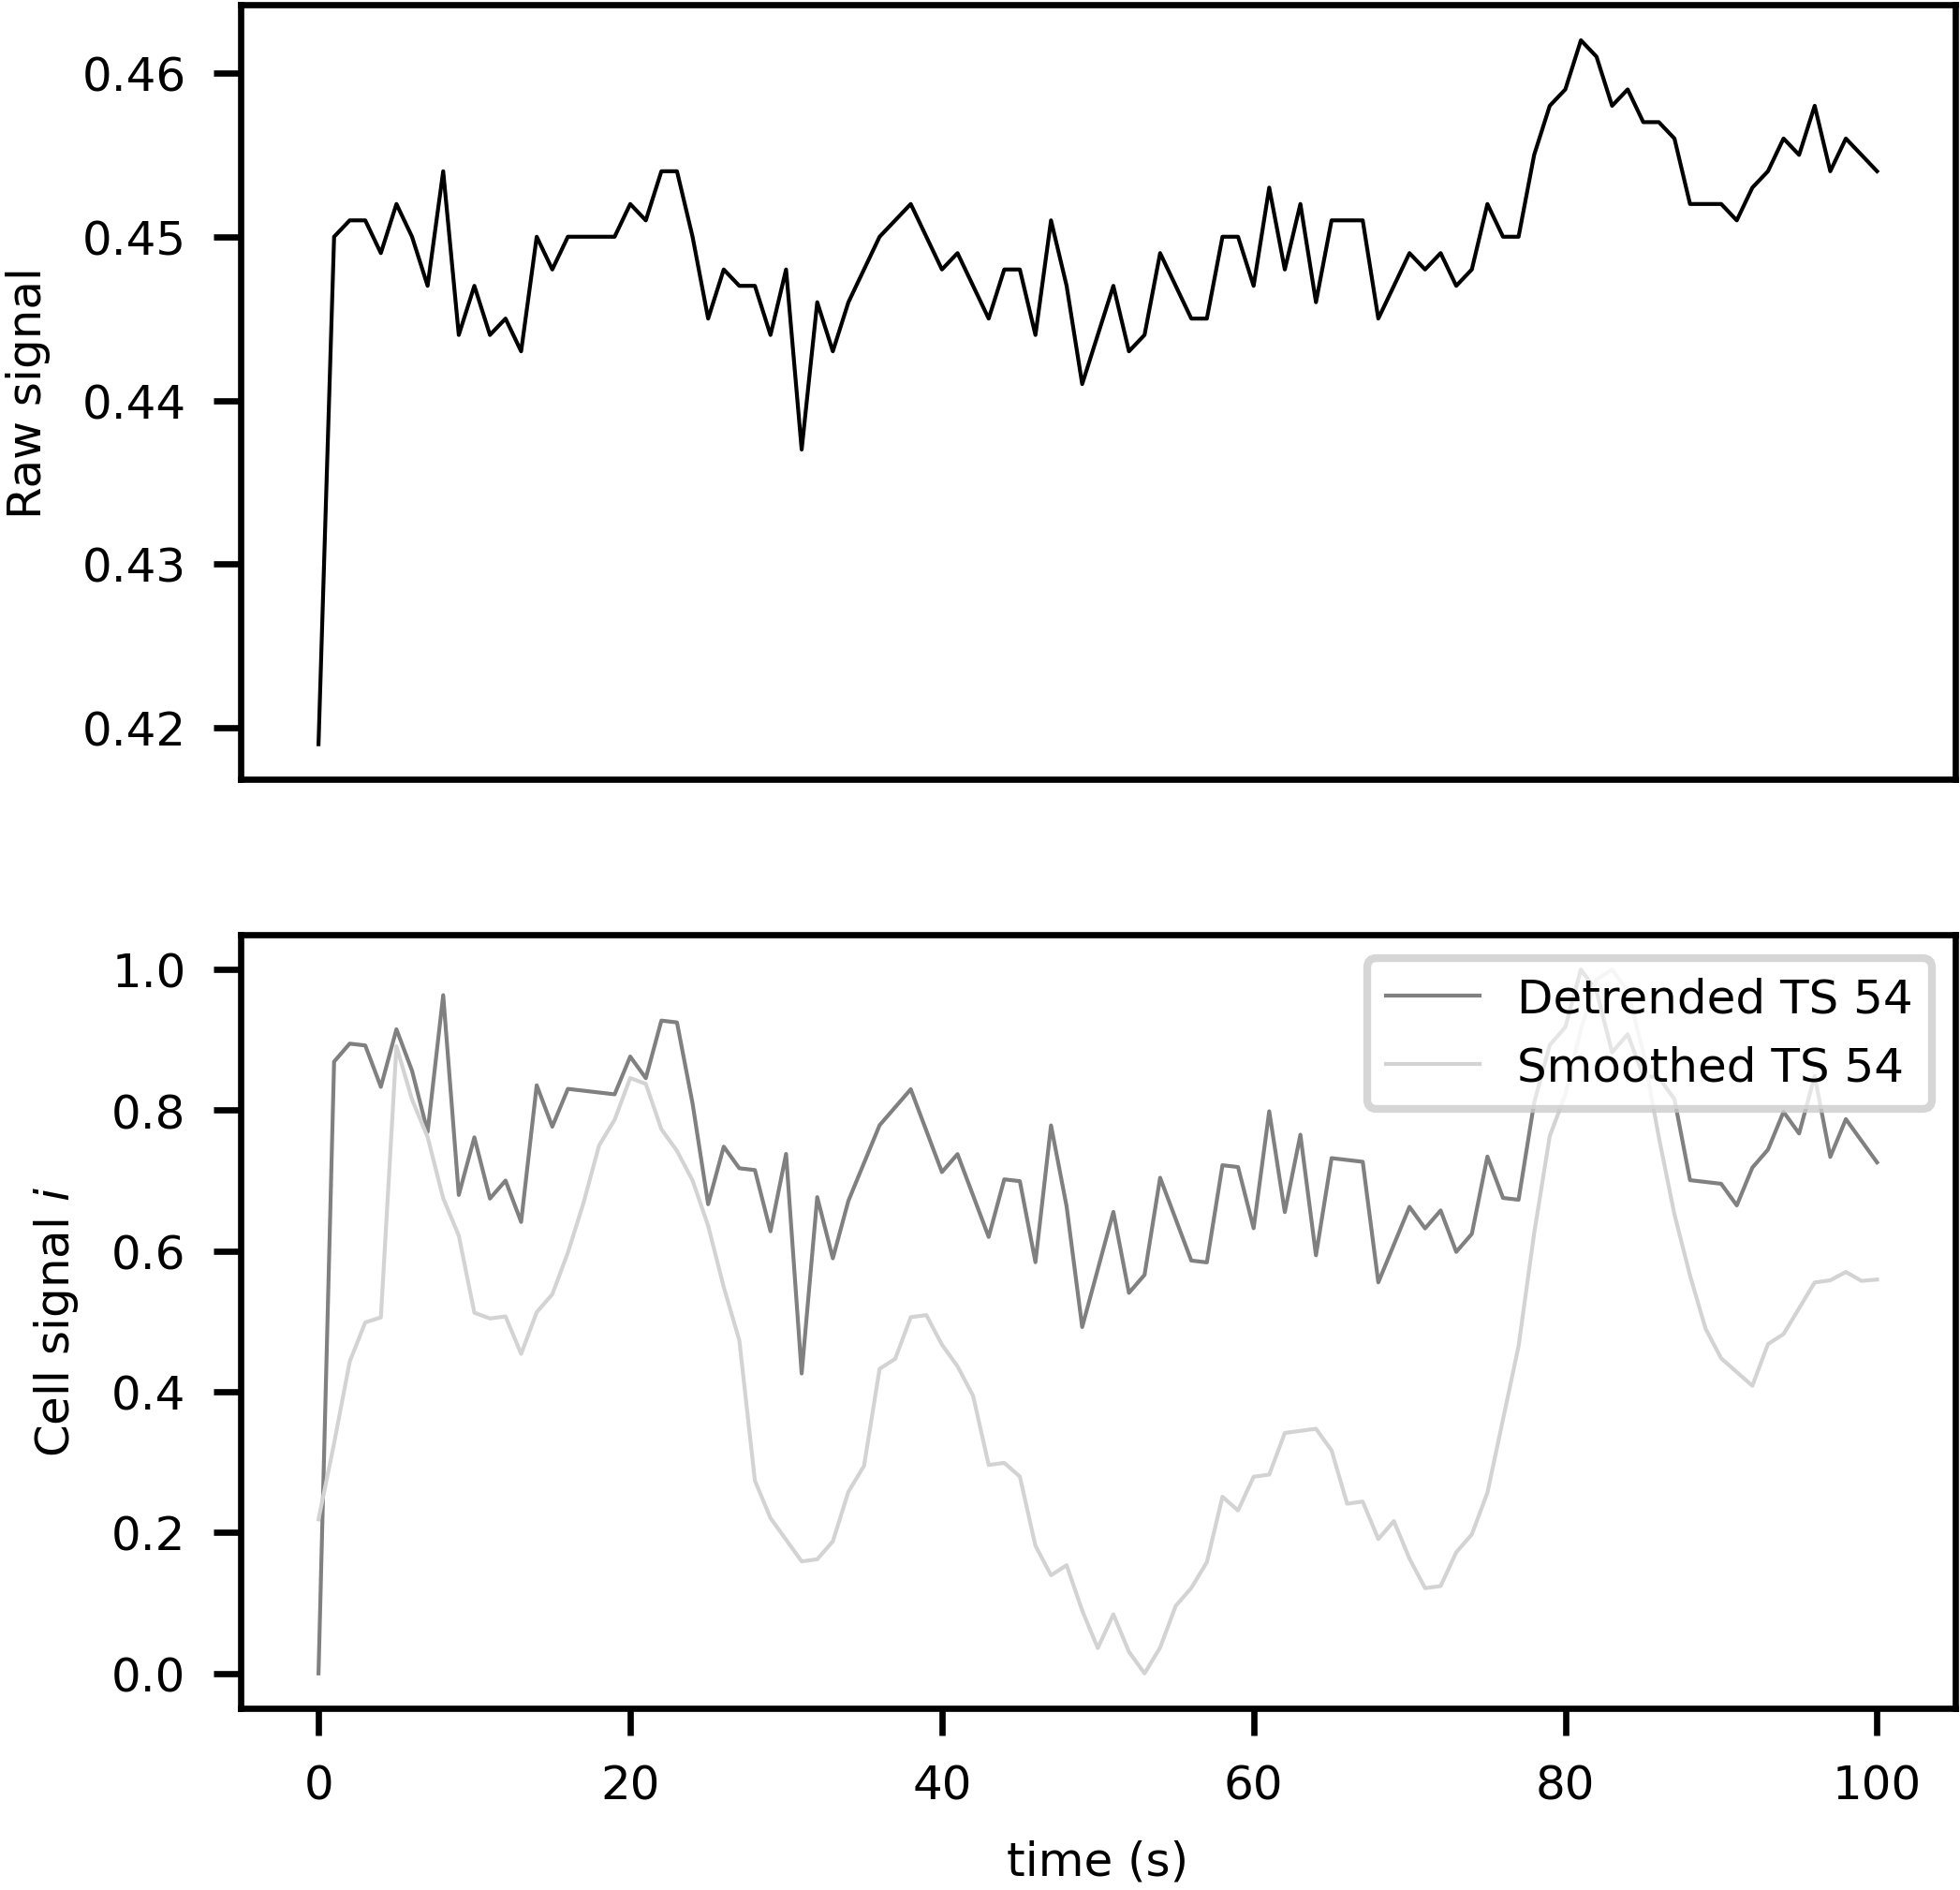 Raw signal
0.46
0.45
0.44
0.43
0.42
Cell signal i
1.0
0.8
0.6
0.4
0.2
0.0
Detrended TS 54
Smoothed TS 54
0 20 40 60 80 100
time (s)